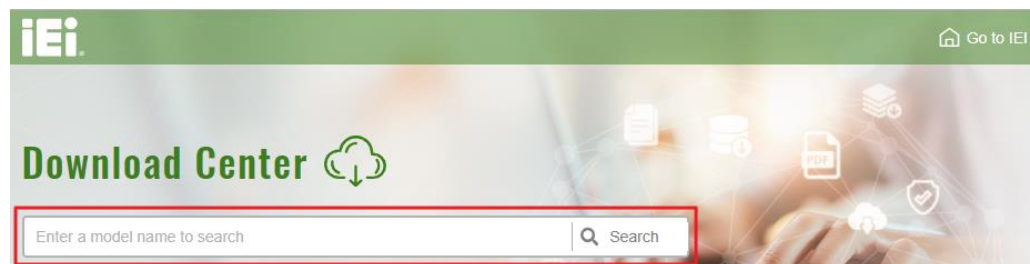 iEi.
Go to IEI
Download Center
PDF
Enter a model name to search
Search